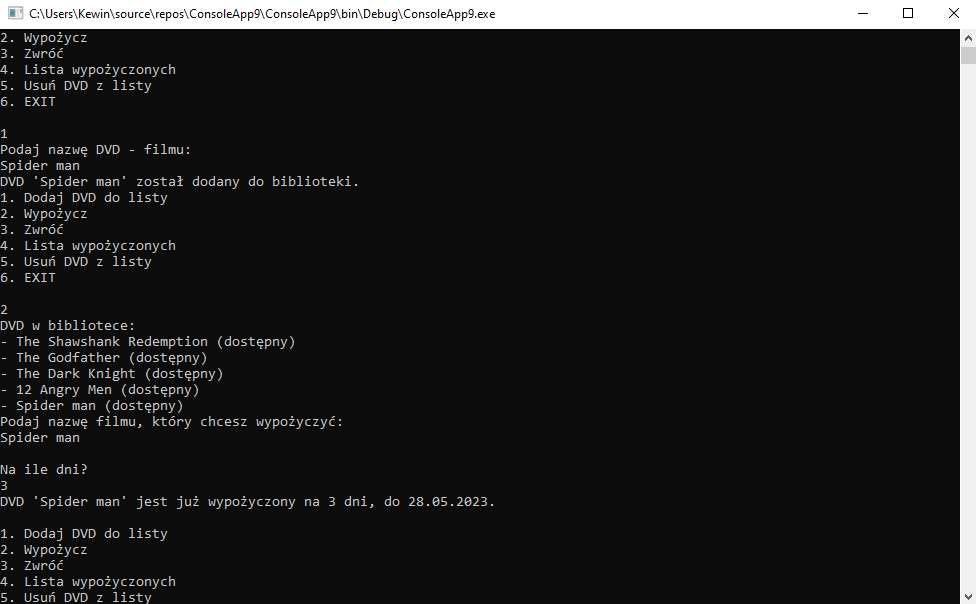 C:\Users\Kewin\source\repos\ConsoleApp9\ConsoleApp9\bin\Debug\ConsoleApp9.exe
2. Wypożycz
3. Zwróć
4. Lista wypożyczonych
5. Usuń DVD z listy
6. EXIT
1
Podaj nazwę DVD - filmu:
Spider man
DVD 'Spider man' został dodany do biblioteki.
1. Dodaj DVD do listy
2. Wypożycz
3. Zwróć
4. Lista wypożyczonych
5. Usuń DVD z listy
6. EXIT
2
DVD w bibliotece:
- The Shawshank Redemption (dostępny)
- The Godfather (dostępny)
- The Dark Knight (dostępny)
- 12 Angry Men (dostępny)
- Spider man (dostępny)
Podaj nazwę filmu, który chcesz wypożyczyć:
Spider man
Na ile dni?
3
DVD 'Spider man' jest już wypożyczony na 3 dni, do 28.05.2023.
1. Dodaj DVD do listy
2. Wypożycz
3. Zwróć
4. Lista wypożyczonych
5. Usuń DVD z listy